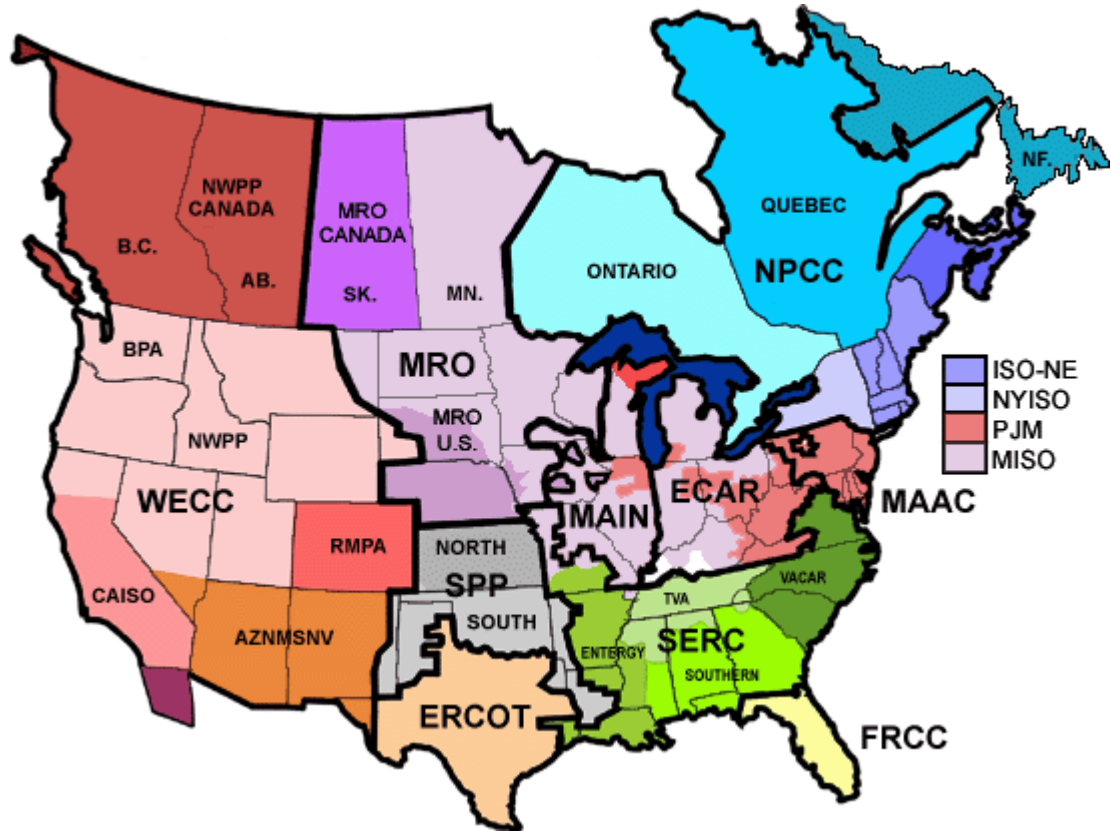 NWPP
CANADA
B.C.
AB.
MRO
CANADA
SK.
MN.
ONTARIO
QUEBEC
NPCC
NF.
BPA
NWPP
WECC
MRO
MRO
U.S.
ISO-NE
NYISO
PJM
MISO
MAIN
ECAR
MAAC
CAISO
RMPA
AZNMSNV
NORTH
SPP
SOUTH
ERCOT
ENTERGY
TVA
VACAR
SERC
SOUTHERN
FRCC